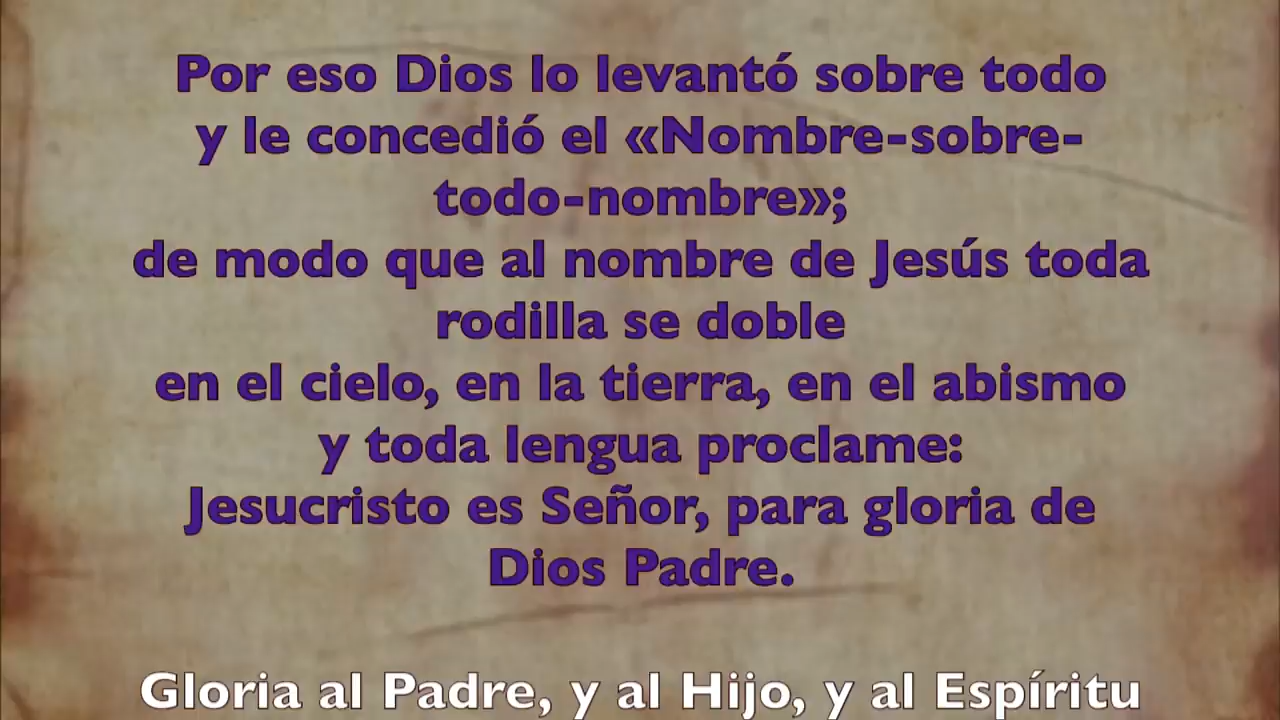 Por eso Dios lo levantó sobre todo
y le concedió el «Nombre-sobre-
todo-nombre»;
de modo que al nombre de Jesús toda
rodilla se doble
en el cielo, en la tierra, en el abismo
y toda lengua proclame:
Jesucristo es Señor, para gloria de
Dios Padre.
Gloria al Padre, y al Hijo, y al Espíritu